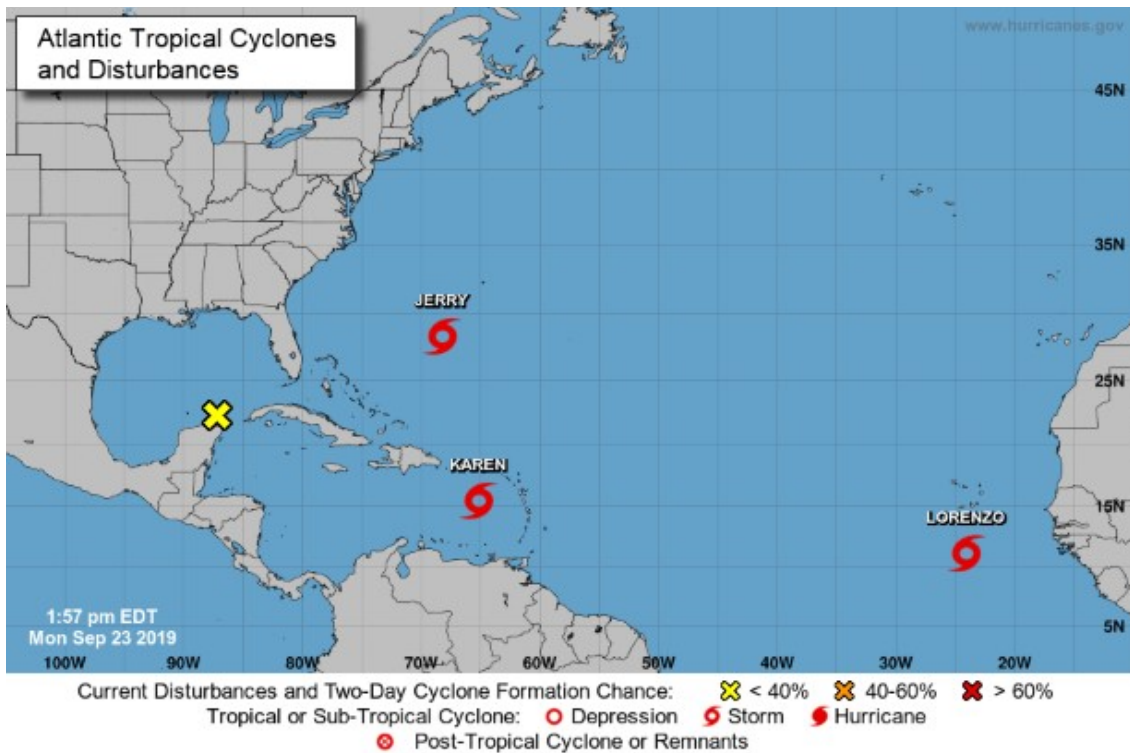 Atlantic Tropical Cyclones
and Disturbances
www.hurricanes.gov
45N
35N
JERRY
25N
KAREN
15N
LORENZO
1:57 pm EDT
Mon Sep 23 2019
5N
100W 90W 80W 70W 60W 50W 40W 30W 20W
Current Disturbances and Two-Day Cyclone Formation Chance: < 40% 40-60% > 60%
Tropical or Sub-Tropical Cyclone: Depression Storm Hurricane
Post-Tropical Cyclone or Remnants